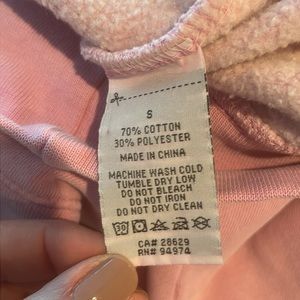 S
70% COTTON
30% POLYESTER
MADE IN CHINA
MACHINE WASH COLD
TUMBLE DRY LOW
DO NOT BLEACH
DO NOT IRON
DO NOT DRY CLEAN
30
CA# 28629
RN# 94974